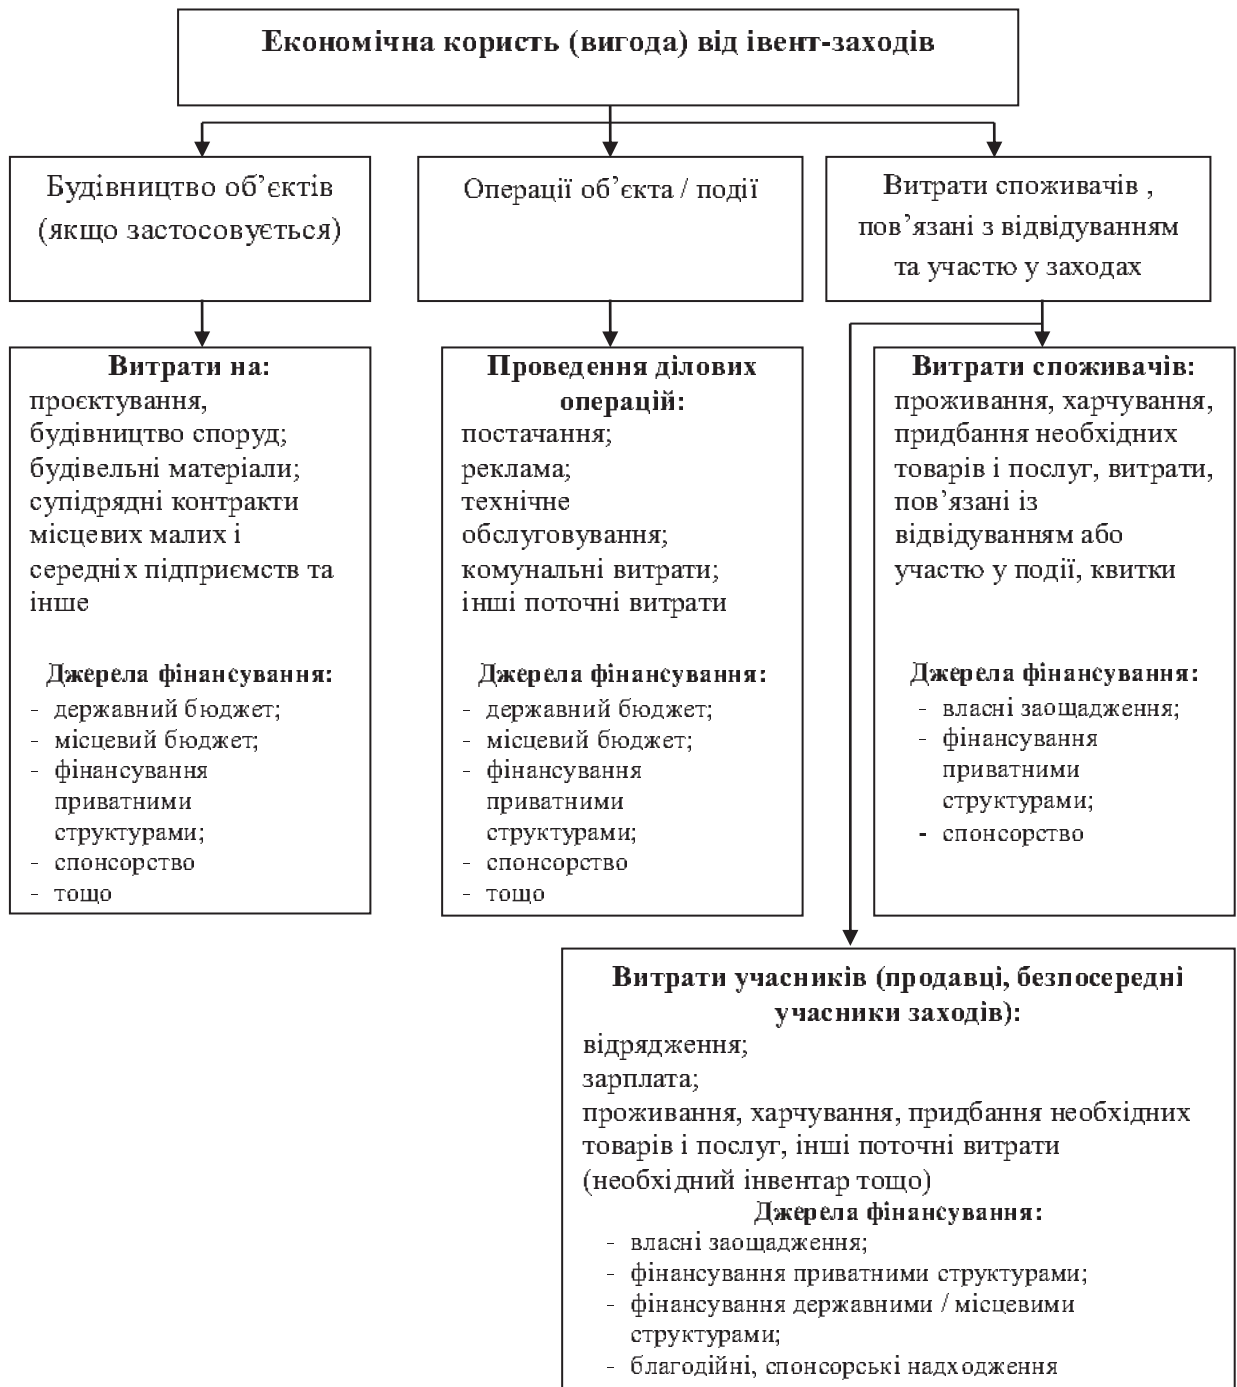 Економічна користь (вигода) від івент-заходів
Будівництво об’єктів
(якщо застосовується)
Операції об’єкта / події
Витрати споживачів ,
пов’язані з відвідуванням
та участю у заходах
Витрати на:
проєктування,
будівництво споруд;
будівельні матеріали;
супідрядні контракти
місцевих малих і
середніх підприємств та
інше
Джерела фінансування:
- державний бюджет;
- місцевий бюджет;
- фінансування
приватними
структурами;
- спонсорство
- тощо
Проведення ділових
операцій:
постачання;
реклама;
технічне
обслуговування;
комунальні витрати;
інші поточні витрати
Джерела фінансування:
- державний бюджет;
- місцевий бюджет;
- фінансування
приватними
структурами;
- спонсорство
- тощо
Витрати споживачів:
проживання, харчування,
придбання необхідних
товарів і послуг, витрати,
пов’язані із
відвідуванням або
участю у події, квитки
Джерела фінансування:
- власні заощадження;
- фінансування
приватними
структурами;
- спонсорство
Витрати учасників (продавці, безпосередні
учасники заходів):
відрядження;
зарплата;
проживання, харчування, придбання необхідних
товарів і послуг, інші поточні витрати
(необхідний інвентар тощо)
Джерела фінансування:
- власні заощадження;
- фінансування приватними структурами;
- фінансування державними / місцевими
структурами;
- благодійні, спонсорські надходження